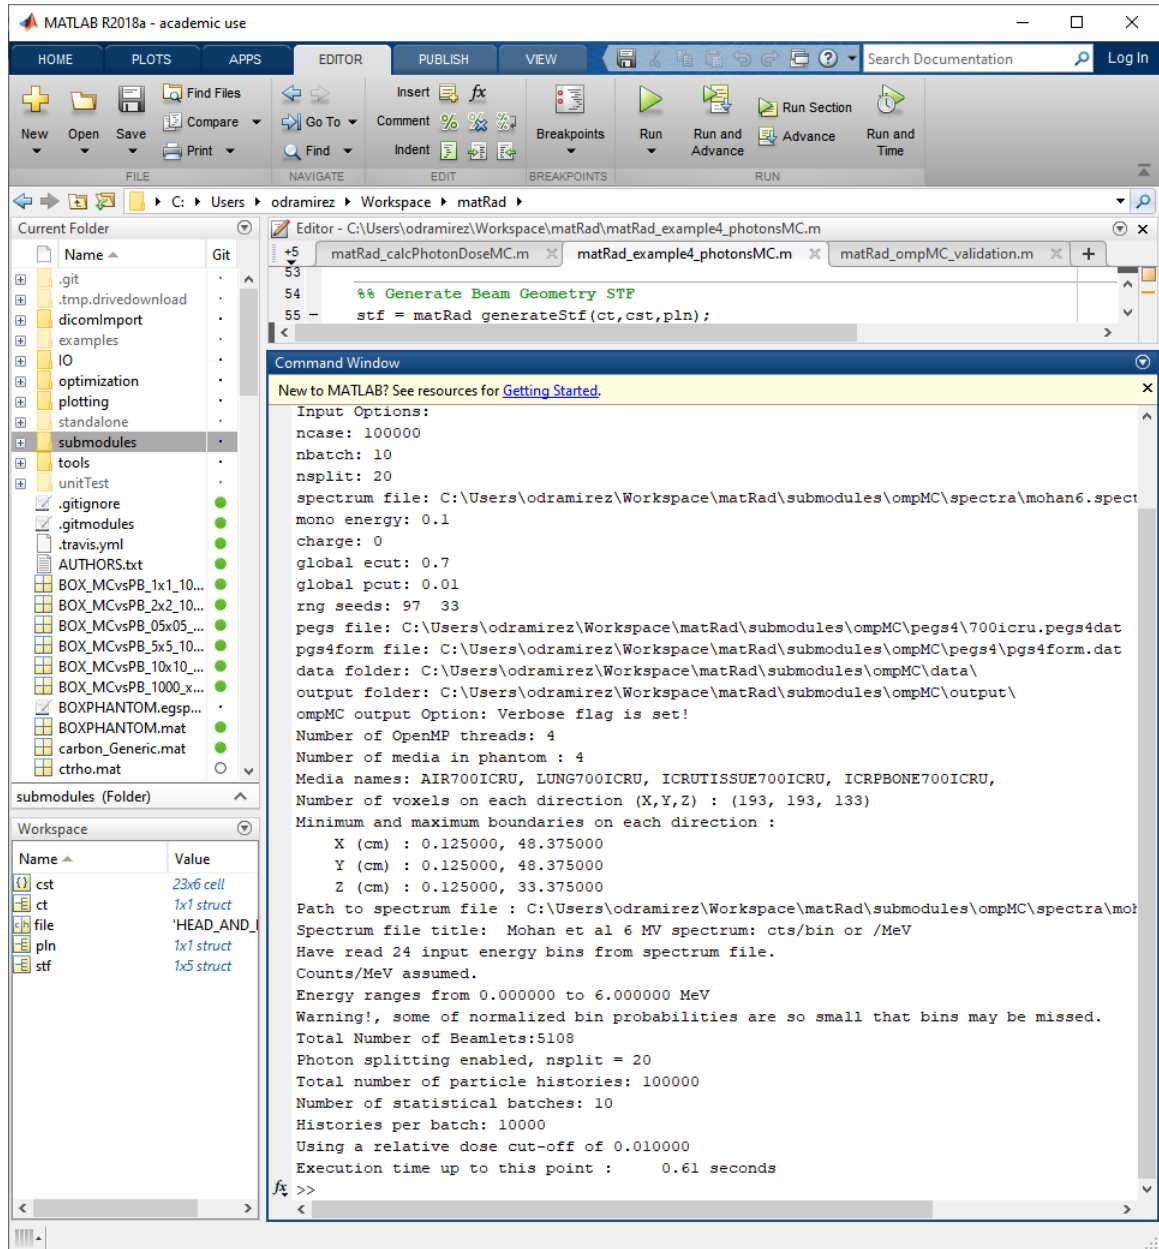 MATLAB R2018a - academic use
HOME PLOTS APPS EDITOR PUBLISH VIEW Search Documentation Log In
New Open Save Find Files Compare Print
FILE
Go To Find
NAVIGATE
Insert fx
Comment
Indent
EDIT
Breakpoints
BREAKPOINTS
Run Run and Advance Run Section Advance Run and Time
RUN
C: Users odramirez Workspace matRad
Current Folder
Name Git
.git
.tmp.drivedownload
dicomImport
examples
IO
optimization
plotting
standalone
submodules
tools
unitTest
.gitignore
.gitmodules
.travis.yml
AUTHORS.txt
BOX_MCvsPB_1x1_10...
BOX_MCvsPB_2x2_10...
BOX_MCvsPB_05x05_...
BOX_MCvsPB_5x5_10...
BOX_MCvsPB_10x10_...
BOX_MCvsPB_1000_x...
BOXPHANTOM.egsp...
BOXPHANTOM.mat
carbon_Generic.mat
ctrho.mat
submodules (Folder)
Workspace
Name Value
cst 23x6 cell
ct 1x1 struct
file 'HEAD_AND_
pln 1x1 struct
stf 1x5 struct
Editor - C:\Users\odramirez\Workspace\matRad\matRad_example4_photonsMC.m
+5 matRad_calcPhotonDoseMC.m matRad_example4_photonsMC.m matRad_ompMC_validation.m +
53
54 %% Generate Beam Geometry STF
55 - stf = matRad_generateStf(ct,cst,pln);
Command Window
New to MATLAB? See resources for Getting Started.
Input Options:
ncase: 100000
nbatch: 10
nsplit: 20
spectrum file: C:\Users\odramirez\Workspace\matRad\submodules\ompMC\spectra\mohan6.spect
mono energy: 0.1
charge: 0
global ecut: 0.7
global pcut: 0.01
rng seeds: 97 33
pegs file: C:\Users\odramirez\Workspace\matRad\submodules\ompMC\pegs4\700icru.pegs4dat
pgs4form file: C:\Users\odramirez\Workspace\matRad\submodules\ompMC\pegs4\pgs4form.dat
data folder: C:\Users\odramirez\Workspace\matRad\submodules\ompMC\data\
output folder: C:\Users\odramirez\Workspace\matRad\submodules\ompMC\output\
ompMC output Option: Verbose flag is set!
Number of OpenMP threads: 4
Number of media in phantom : 4
Media names: AIR700ICRU, LUNG700ICRU, ICRUTISSUE700ICRU, ICRPBONE700ICRU,
Number of voxels on each direction (X,Y,Z) : (193, 193, 133)
Minimum and maximum boundaries on each direction :
X (cm) : 0.125000, 48.375000
Y (cm) : 0.125000, 48.375000
Z (cm) : 0.125000, 33.375000
Path to spectrum file : C:\Users\odramirez\Workspace\matRad\submodules\ompMC\spectra\moh
Spectrum file title: Mohan et al 6 MV spectrum: cts/bin or /MeV
Have read 24 input energy bins from spectrum file.
Counts/MeV assumed.
Energy ranges from 0.000000 to 6.000000 MeV
Warning!, some of normalized bin probabilities are so small that bins may be missed.
Total Number of Beamlets:5108
Photon splitting enabled, nsplit = 20
Total number of particle histories: 100000
Number of statistical batches: 10
Histories per batch: 10000
Using a relative dose cut-off of 0.010000
Execution time up to this point : 0.61 seconds
fx >>